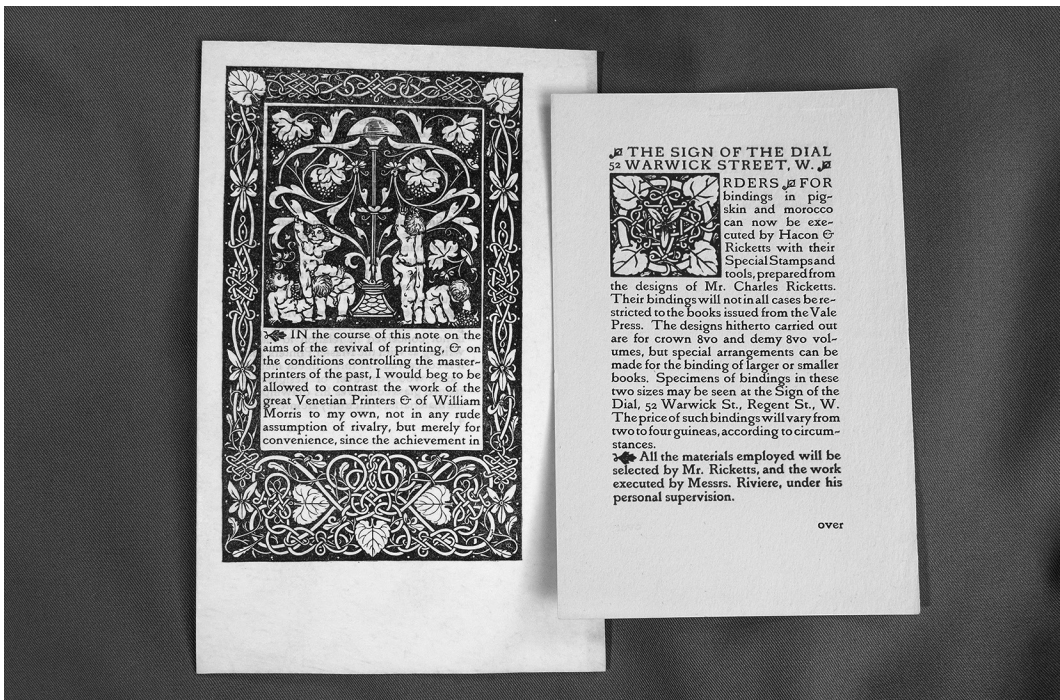 IN the course of this note on the
aims of the revival of printing, & on
the conditions controlling the master-
printers of the past, I would beg to be
allowed to contrast the work of the
great Venetian Printers & of William
Morris to my own, not in any rude
assumption of rivalry, but merely for
convenience, since the achievement in
THE SIGN OF THE DIAL
52 WARWICK STREET, W.
RDERS FOR
bindings in pig-
skin and morocco
can now be exe-
cuted by Hacon &
Ricketts with their
Special Stamps and
tools, prepared from
the designs of Mr. Charles Ricketts.
Their bindings will not in all cases be re-
stricted to the books issued from the Vale
Press. The designs hitherto carried out
are for crown 8vo and demy 8vo vol-
umes, but special arrangements can be
made for the binding of larger or smaller
books. Specimens of bindings in these
two sizes may be seen at the Sign of the
Dial, 52 Warwick St., Regent St., W.
The price of such bindings will vary from
two to four guineas, according to circum-
stances.
All the materials employed will be
selected by Mr. Ricketts, and the work
executed by Messrs. Riviere, under his
personal supervision.
over